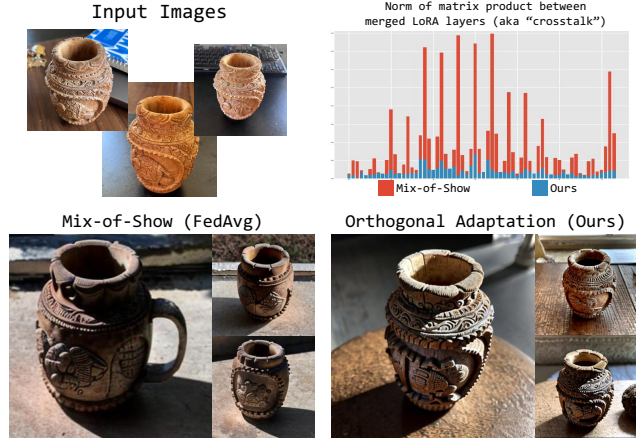 Input Images
Norm of matrix product between
merged LoRA layers (aka “crosstalk”)
Mix-of-Show
Ours
Mix-of-Show (FedAvg)
Orthogonal Adaptation (Ours)